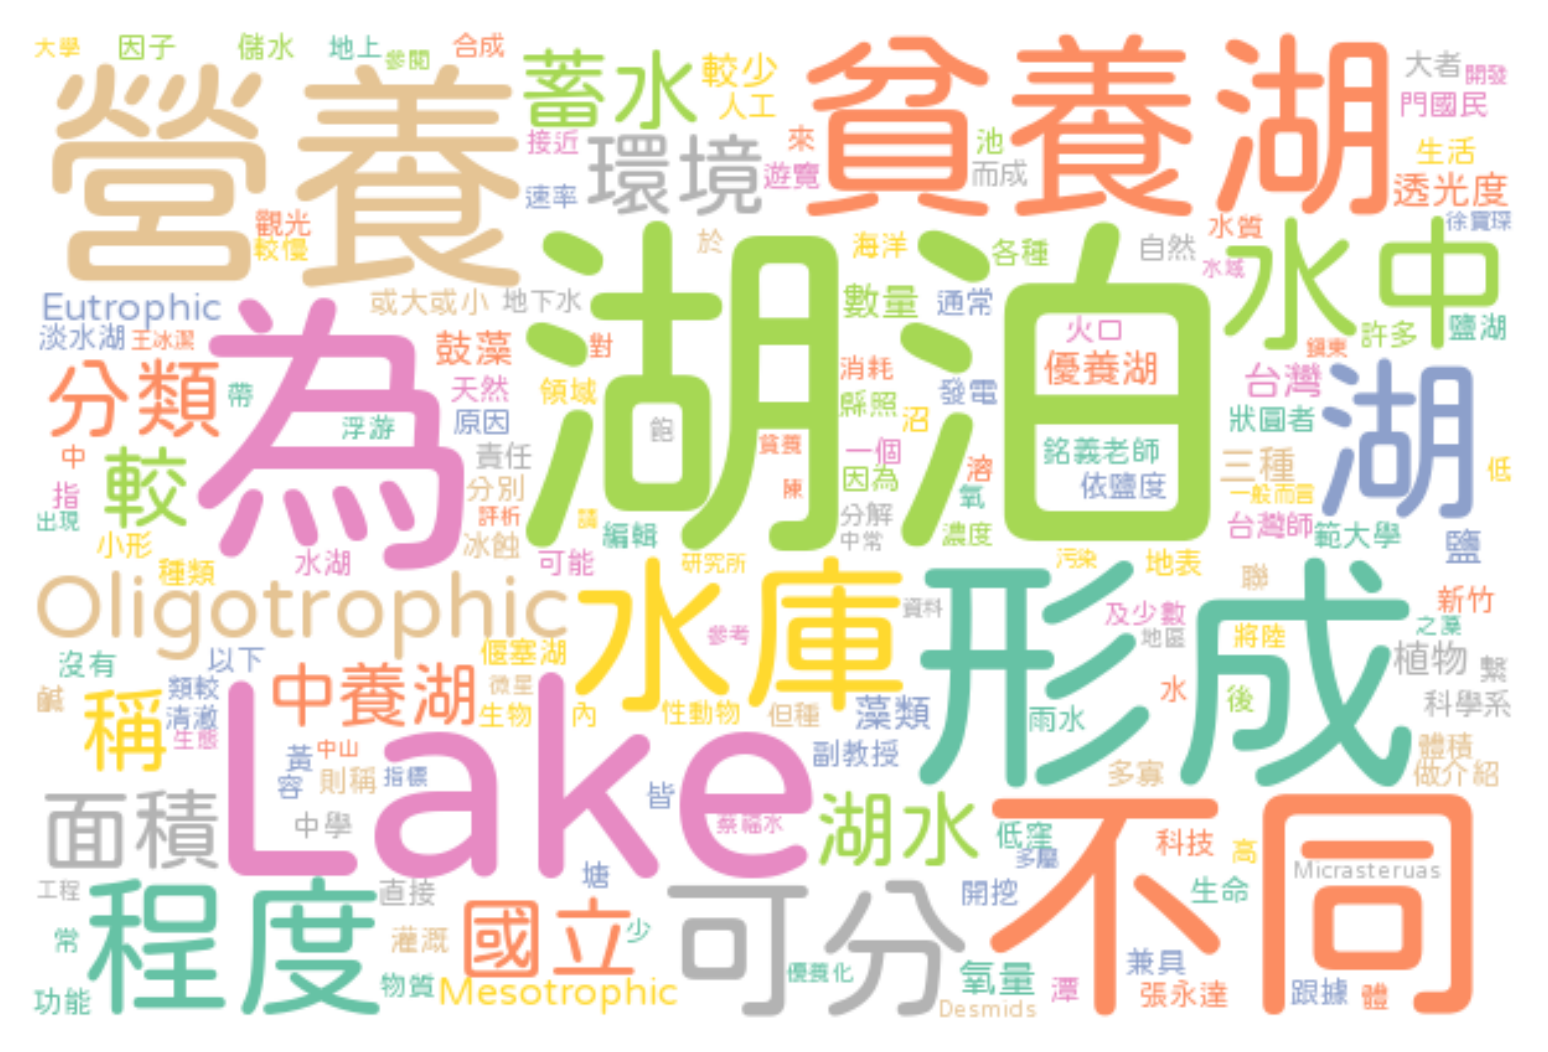 大學 因子 儲水 地上 參閱 合成
營養 蓄水 較少 人工 貧養湖 大者 開發
門國民
接近 環境 來 池 生活
遊覽 而成 透光度
速率
觀光 較慢 於 海洋 各種 自然 水質 水域 徐寶琛
湖泊 水中
Eutrophic 或大或小 地下水 數量 通常 火口 許多 鹽湖
淡水湖 王冰潔 為 鼓藻 對 消耗 優養湖 鎮東
分類 帶 天然 領域 發電 台灣 湖
浮游 原因 縣照 沼 狀圓者
中 較 責任 飽 貧養 一個 銘義老師 三種 低
指 分別 陳 因為 溶 依鹽度 一般而言
出現 評析 請 分解 氧 台灣師 範大學
小形 冰蝕 編輯 中常 濃度 鹽
種類 水湖 可能 研究所 污染 地表
Oligotrophic 水庫 資料 形成 聯 新竹
參考 及少數 地區 將陸 之藻
沒有 以下 偃塞湖 植物 繫
鹹 類較 中養湖 微星 水 後 科學系
稱 清澈 生物 內 性動物 但種 藻類 雨水
生態 Lake
黃 中山 副教授 體積
容 則稱 指標 多寡 做介紹
面積 中學 皆 蔡福水 湖水 低窪 不同
多屬 科技 高
工程 程度 直接 塘 可分 開挖 生命 Micrasteruas
常 灌溉 國立 少
兼具
功能 物質 Mesotrophic 優養化 氧量 潭 張永達 跟據 體
Desmids